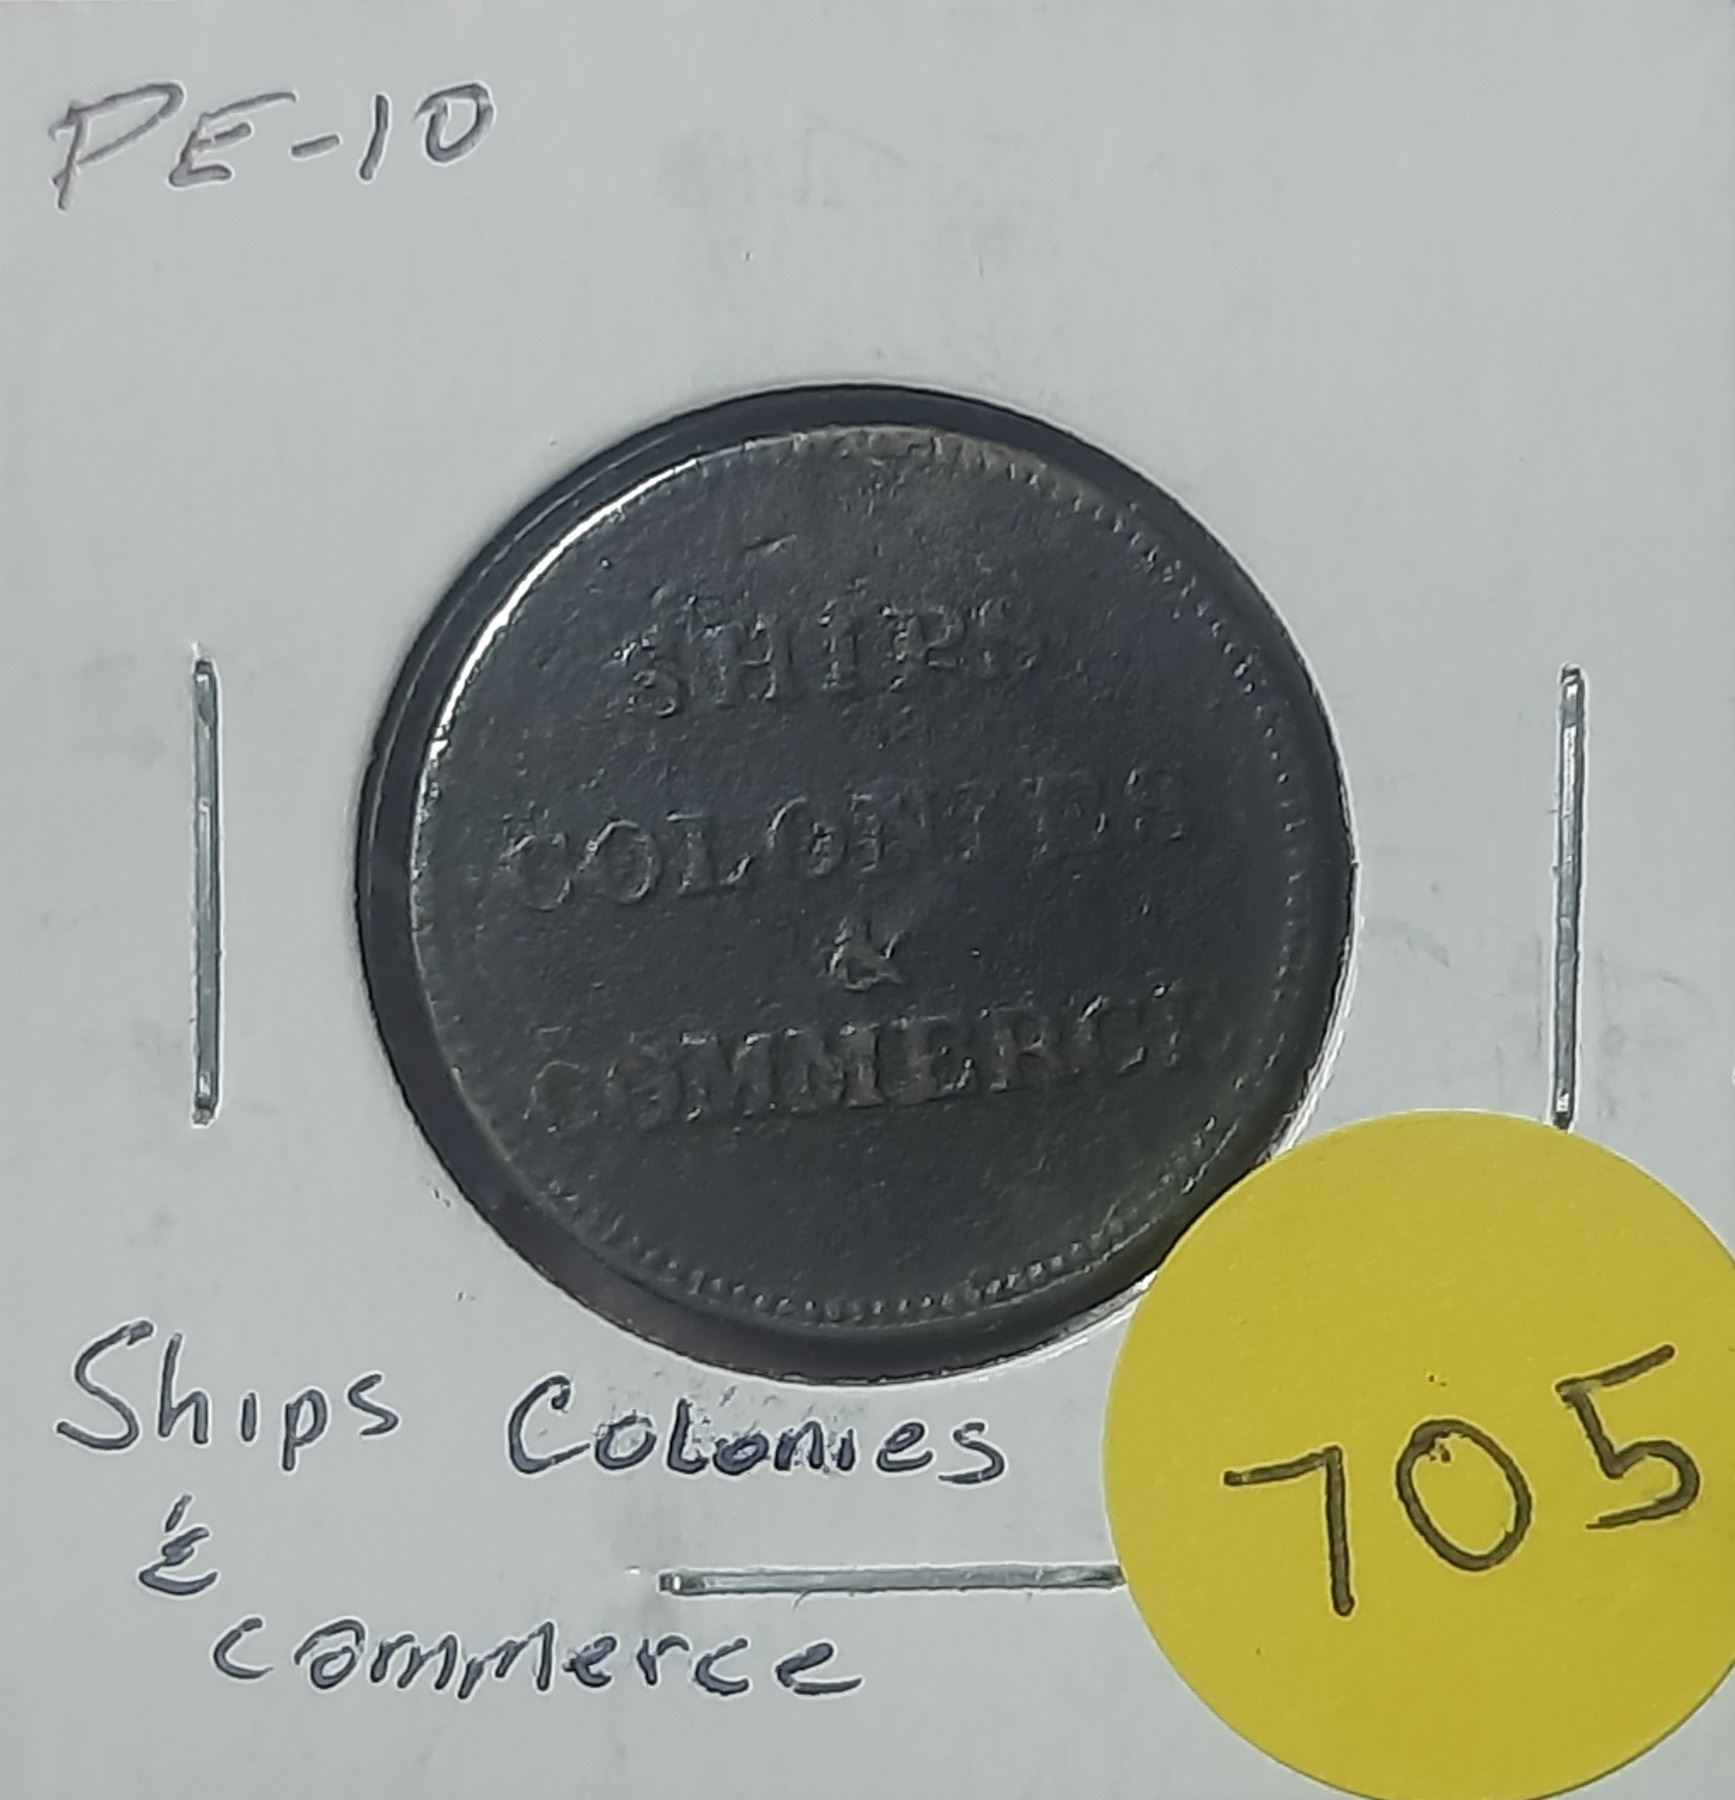 PE-10
SHIPS
COLONIES
&
COMMERCE
Ships Colonies
&
Commerce
705